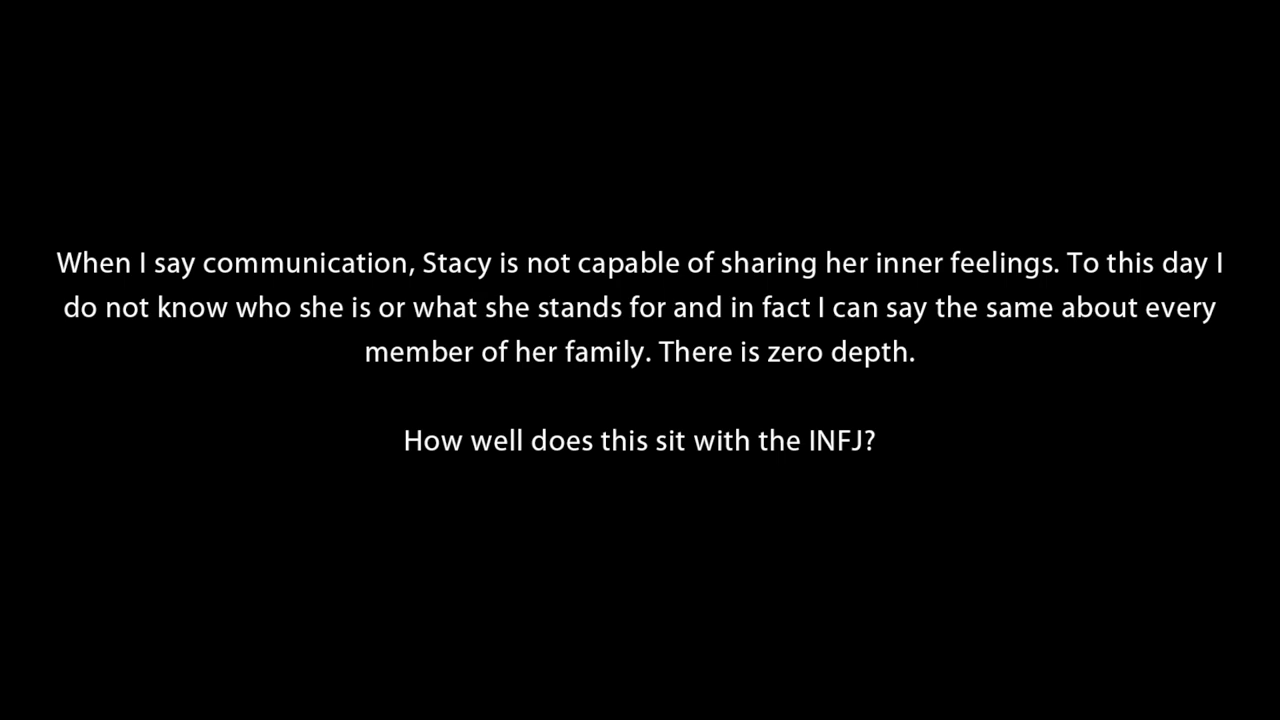 When I say communication, Stacy is not capable of sharing her inner feelings. To this day I
do not know who she is or what she stands for and in fact I can say the same about every
member of her family. There is zero depth.
How well does this sit with the INFJ?